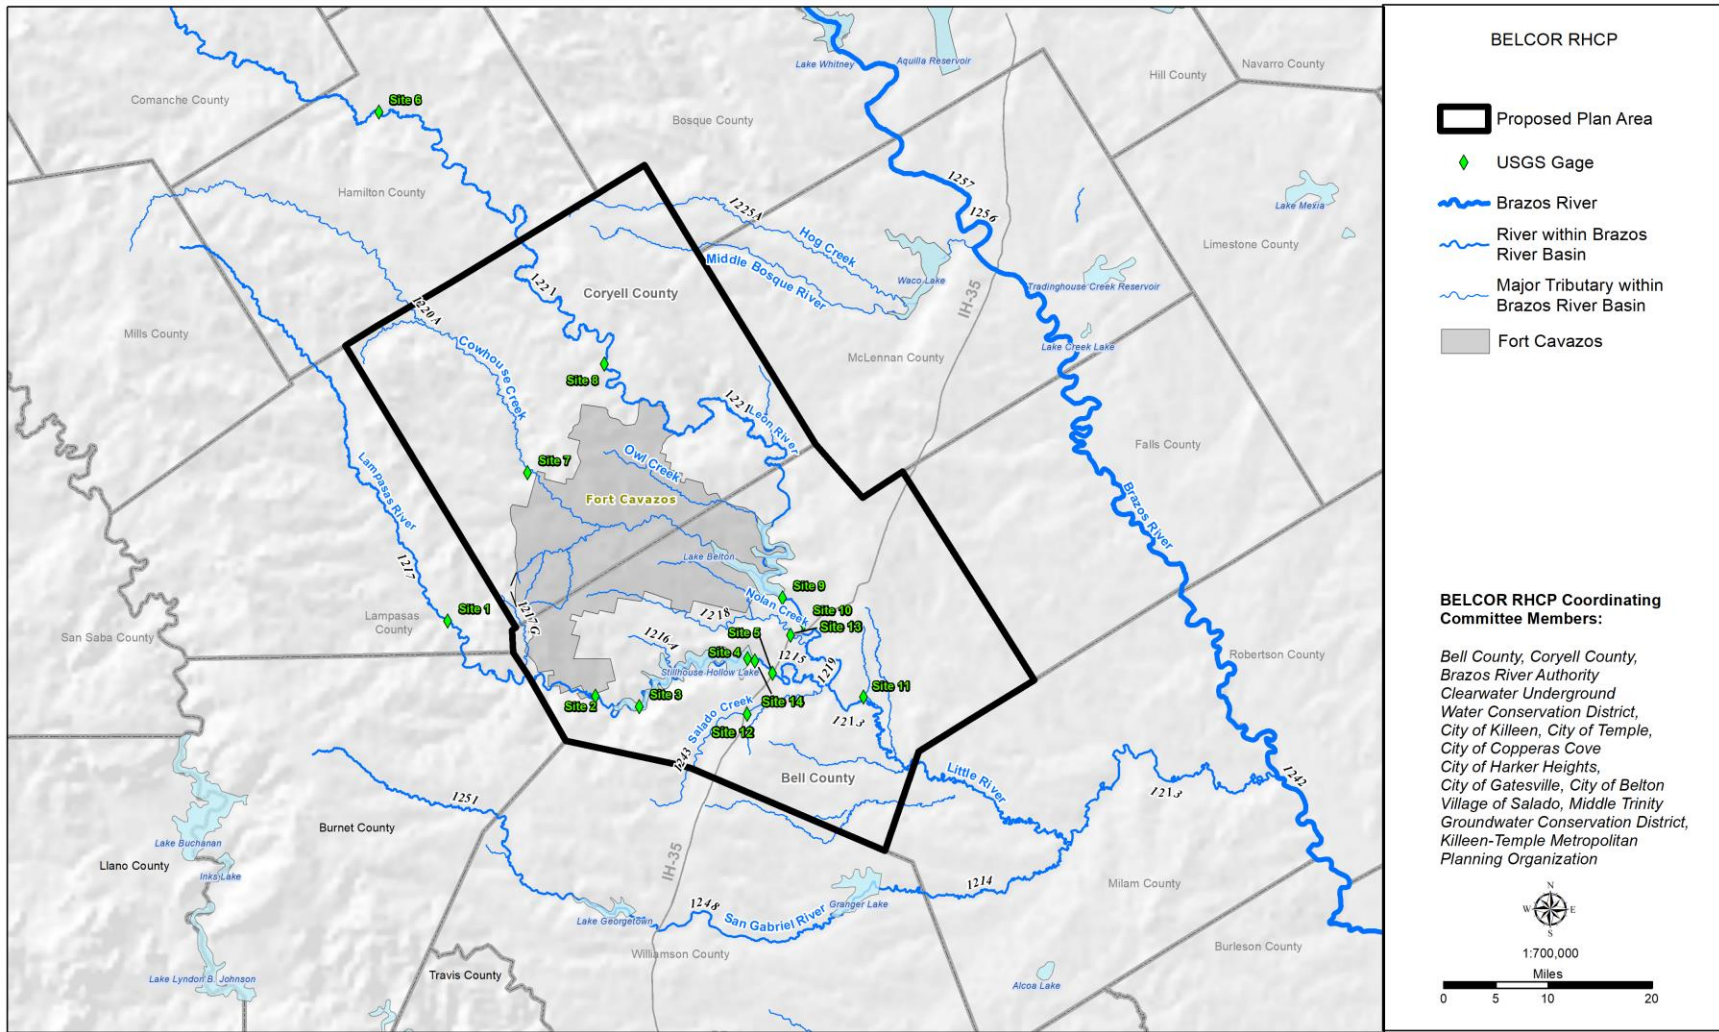 Comanche County
Site 6
Hamilton County
Bosque County
Lake Whitney
Aquilla Reservoir
Hill County
Navarro County
1257
1256
Lake Mexia
Limestone County
1225A
Hog Creek
Middle Bosque River
Waco Lake
Tradinghouse Creek Reservoir
IH-35
Coryell County
1221
1220A
Mills County
Cowhouse Creek
Site 8
McLennan County
Lake Creek Lake
1221
Leon River
Falls County
Owl Creek
Site 7
Fort Cavazos
Lampasas River
1217
Brazos River
Lake Belton
Site 9
Nolan Creek
1218
Site 10
Site 13
Site 1
Lampasas
County
1217G
San Saba County
1216A
Site 5
Site 4
1215
Stillhouse Hollow Lake
1219
Robertson County
Site 2
Site 3
Site 14
Site 11
Salado Creek
Site 12
1213
1243
Bell County
Little River
1242
1213
1251
Burnet County
Lake Buchanan
Llano County
Inks Lake
IH-35
1214
Milam County
Granger Lake
Lake Georgetown
1248
San Gabriel River
Williamson County
Burleson County
Travis County
Lake Lyndon B. Johnson
Alcoa Lake
BELCOR RHCP
Proposed Plan Area
USGS Gage
Brazos River
River within Brazos
River Basin
Major Tributary within
Brazos River Basin
Fort Cavazos
BELCOR RHCP Coordinating
Committee Members:
Bell County, Coryell County,
Brazos River Authority
Clearwater Underground
Water Conservation District,
City of Killeen, City of Temple,
City of Copperas Cove
City of Harker Heights,
City of Gatesville, City of Belton
Village of Salado, Middle Trinity
Groundwater Conservation District,
Killeen-Temple Metropolitan
Planning Organization
N
W
E
S
1:700,000
Miles
0 5 10 20